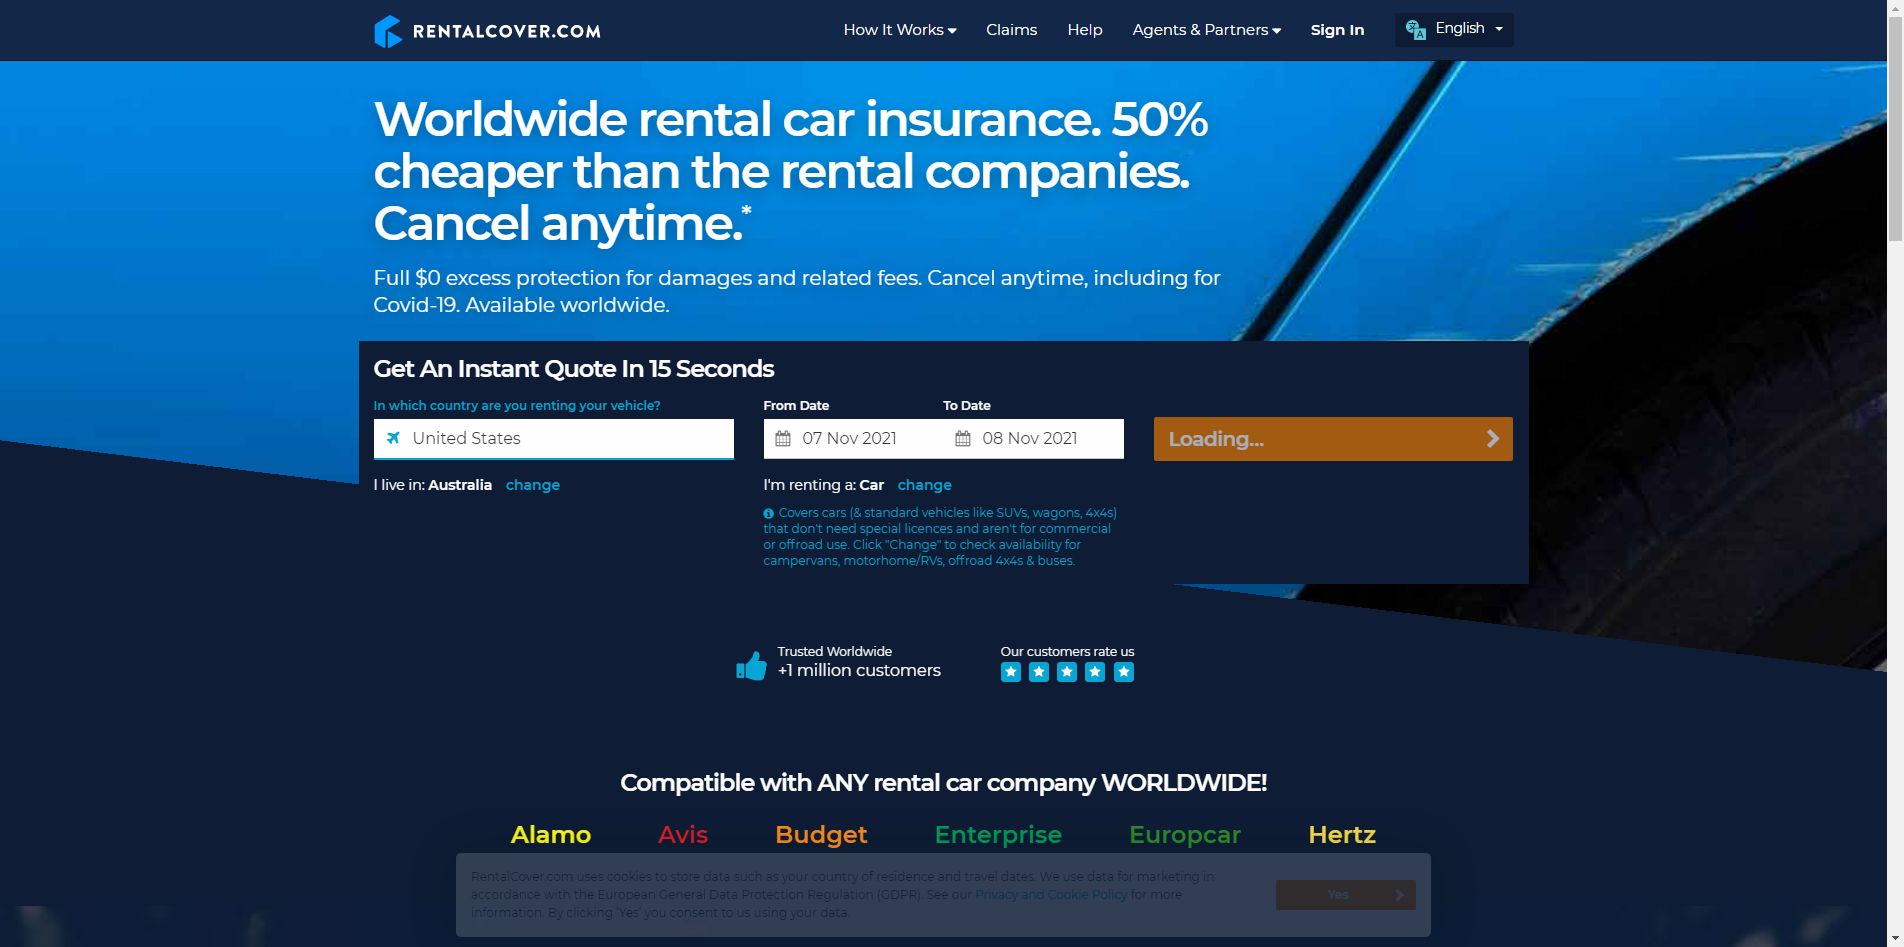 RENTALCOVER.COM
How It Works
Claims
Help
Agents & Partners
Sign In
English
Worldwide rental car insurance. 50%
cheaper than the rental companies.
Cancel anytime.*
Full $0 excess protection for damages and related fees. Cancel anytime, including for
Covid-19. Available worldwide.
Get An Instant Quote In 15 Seconds
In which country are you renting your vehicle?
United States
I live in: Australia change
From Date
To Date
07 Nov 2021
08 Nov 2021
I'm renting a: Car change
Covers cars (& standard vehicles like SUVs, wagons, 4x4s)
that don't need special licences and aren't for commercial
or offroad use. Click "Change" to check availability for
campervans, motorhome/RVs, offroad 4x4s & buses.
Loading...
Trusted Worldwide
+1 million customers
Our customers rate us
Compatible with ANY rental car company WORLDWIDE!
Alamo
Avis
Budget
Enterprise
Europcar
Hertz
RentalCover.com uses cookies to store data such as your country of residence and travel dates. We use data for marketing in
accordance with the European General Data Protection Regulation (GDPR). See our Privacy and Cookie Policy for more
information. By clicking 'Yes' you consent to us using your data.
Yes